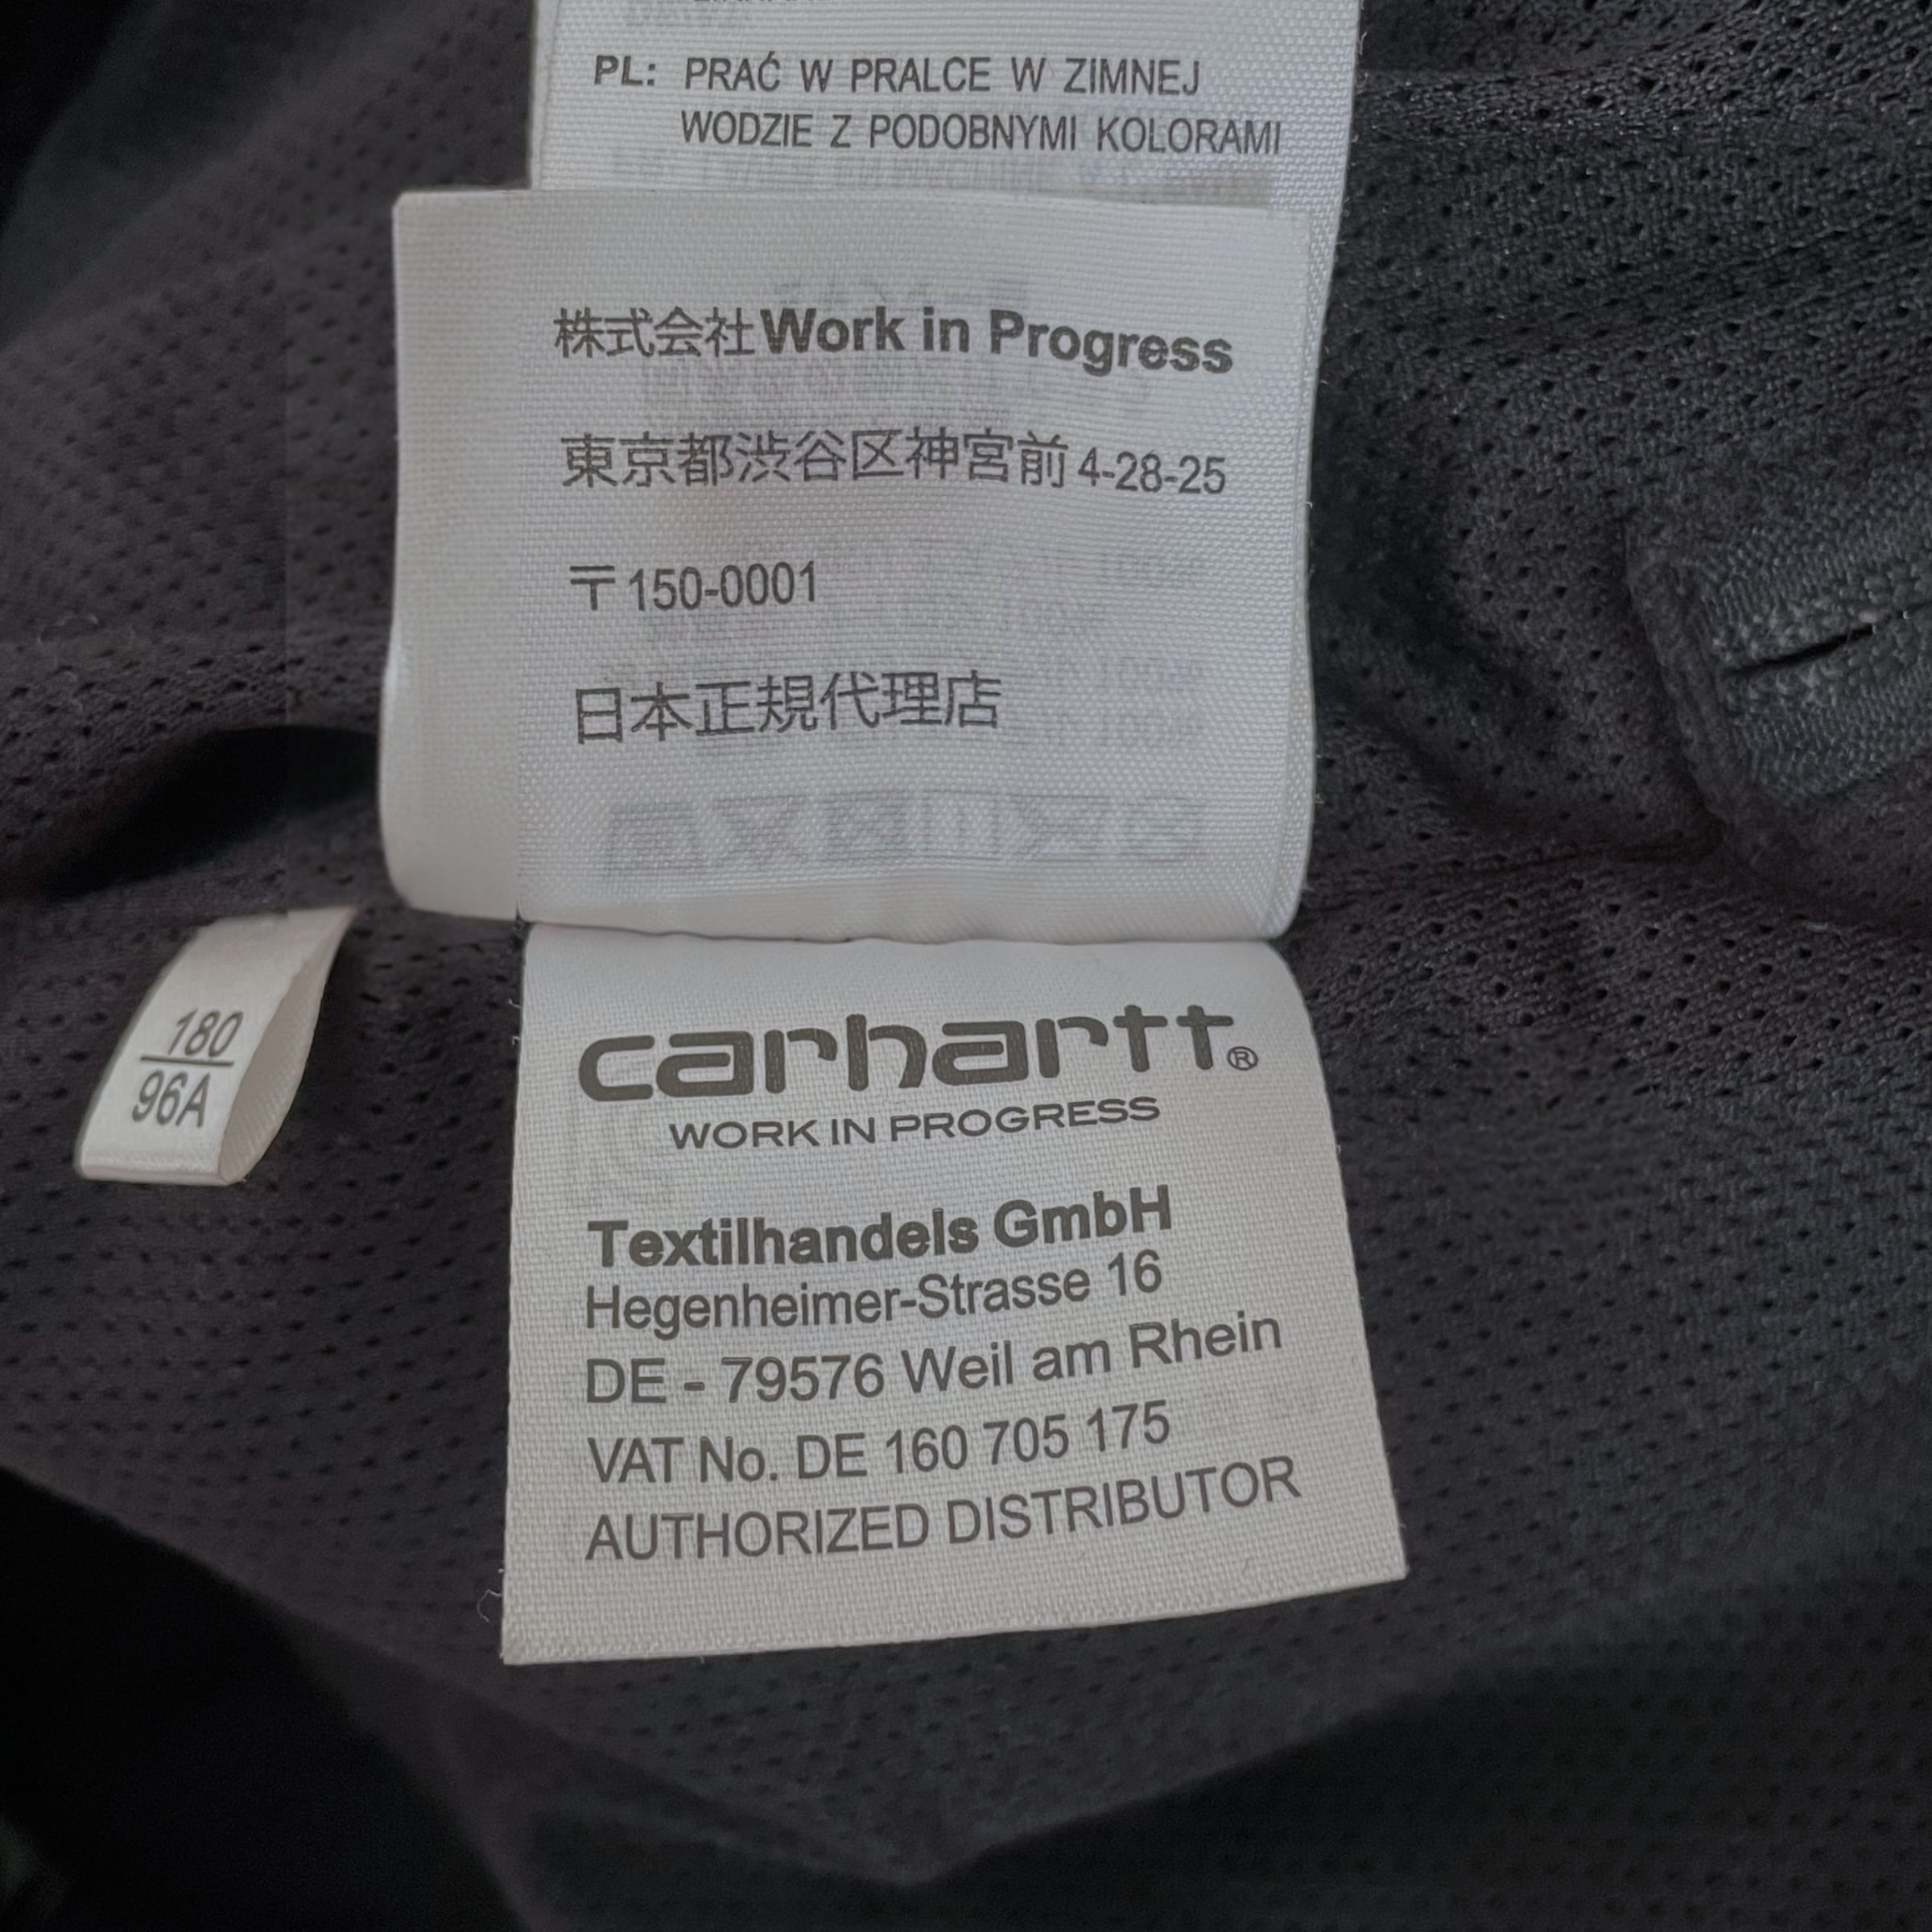 PL: PRAĆ W PRALCE W ZIMNEJ
WODZIE Z PODOBNYMI KOLORAMI
株式会社Work in Progress
東京都渋谷区神宮前4-28-25
〒150-0001
日本正規代理店
180
96A
carhartt®
WORK IN PROGRESS
Textilhandels GmbH
Hegenheimer-Strasse 16
DE - 79576 Weil am Rhein
VAT No. DE 160 705 175
AUTHORIZED DISTRIBUTOR